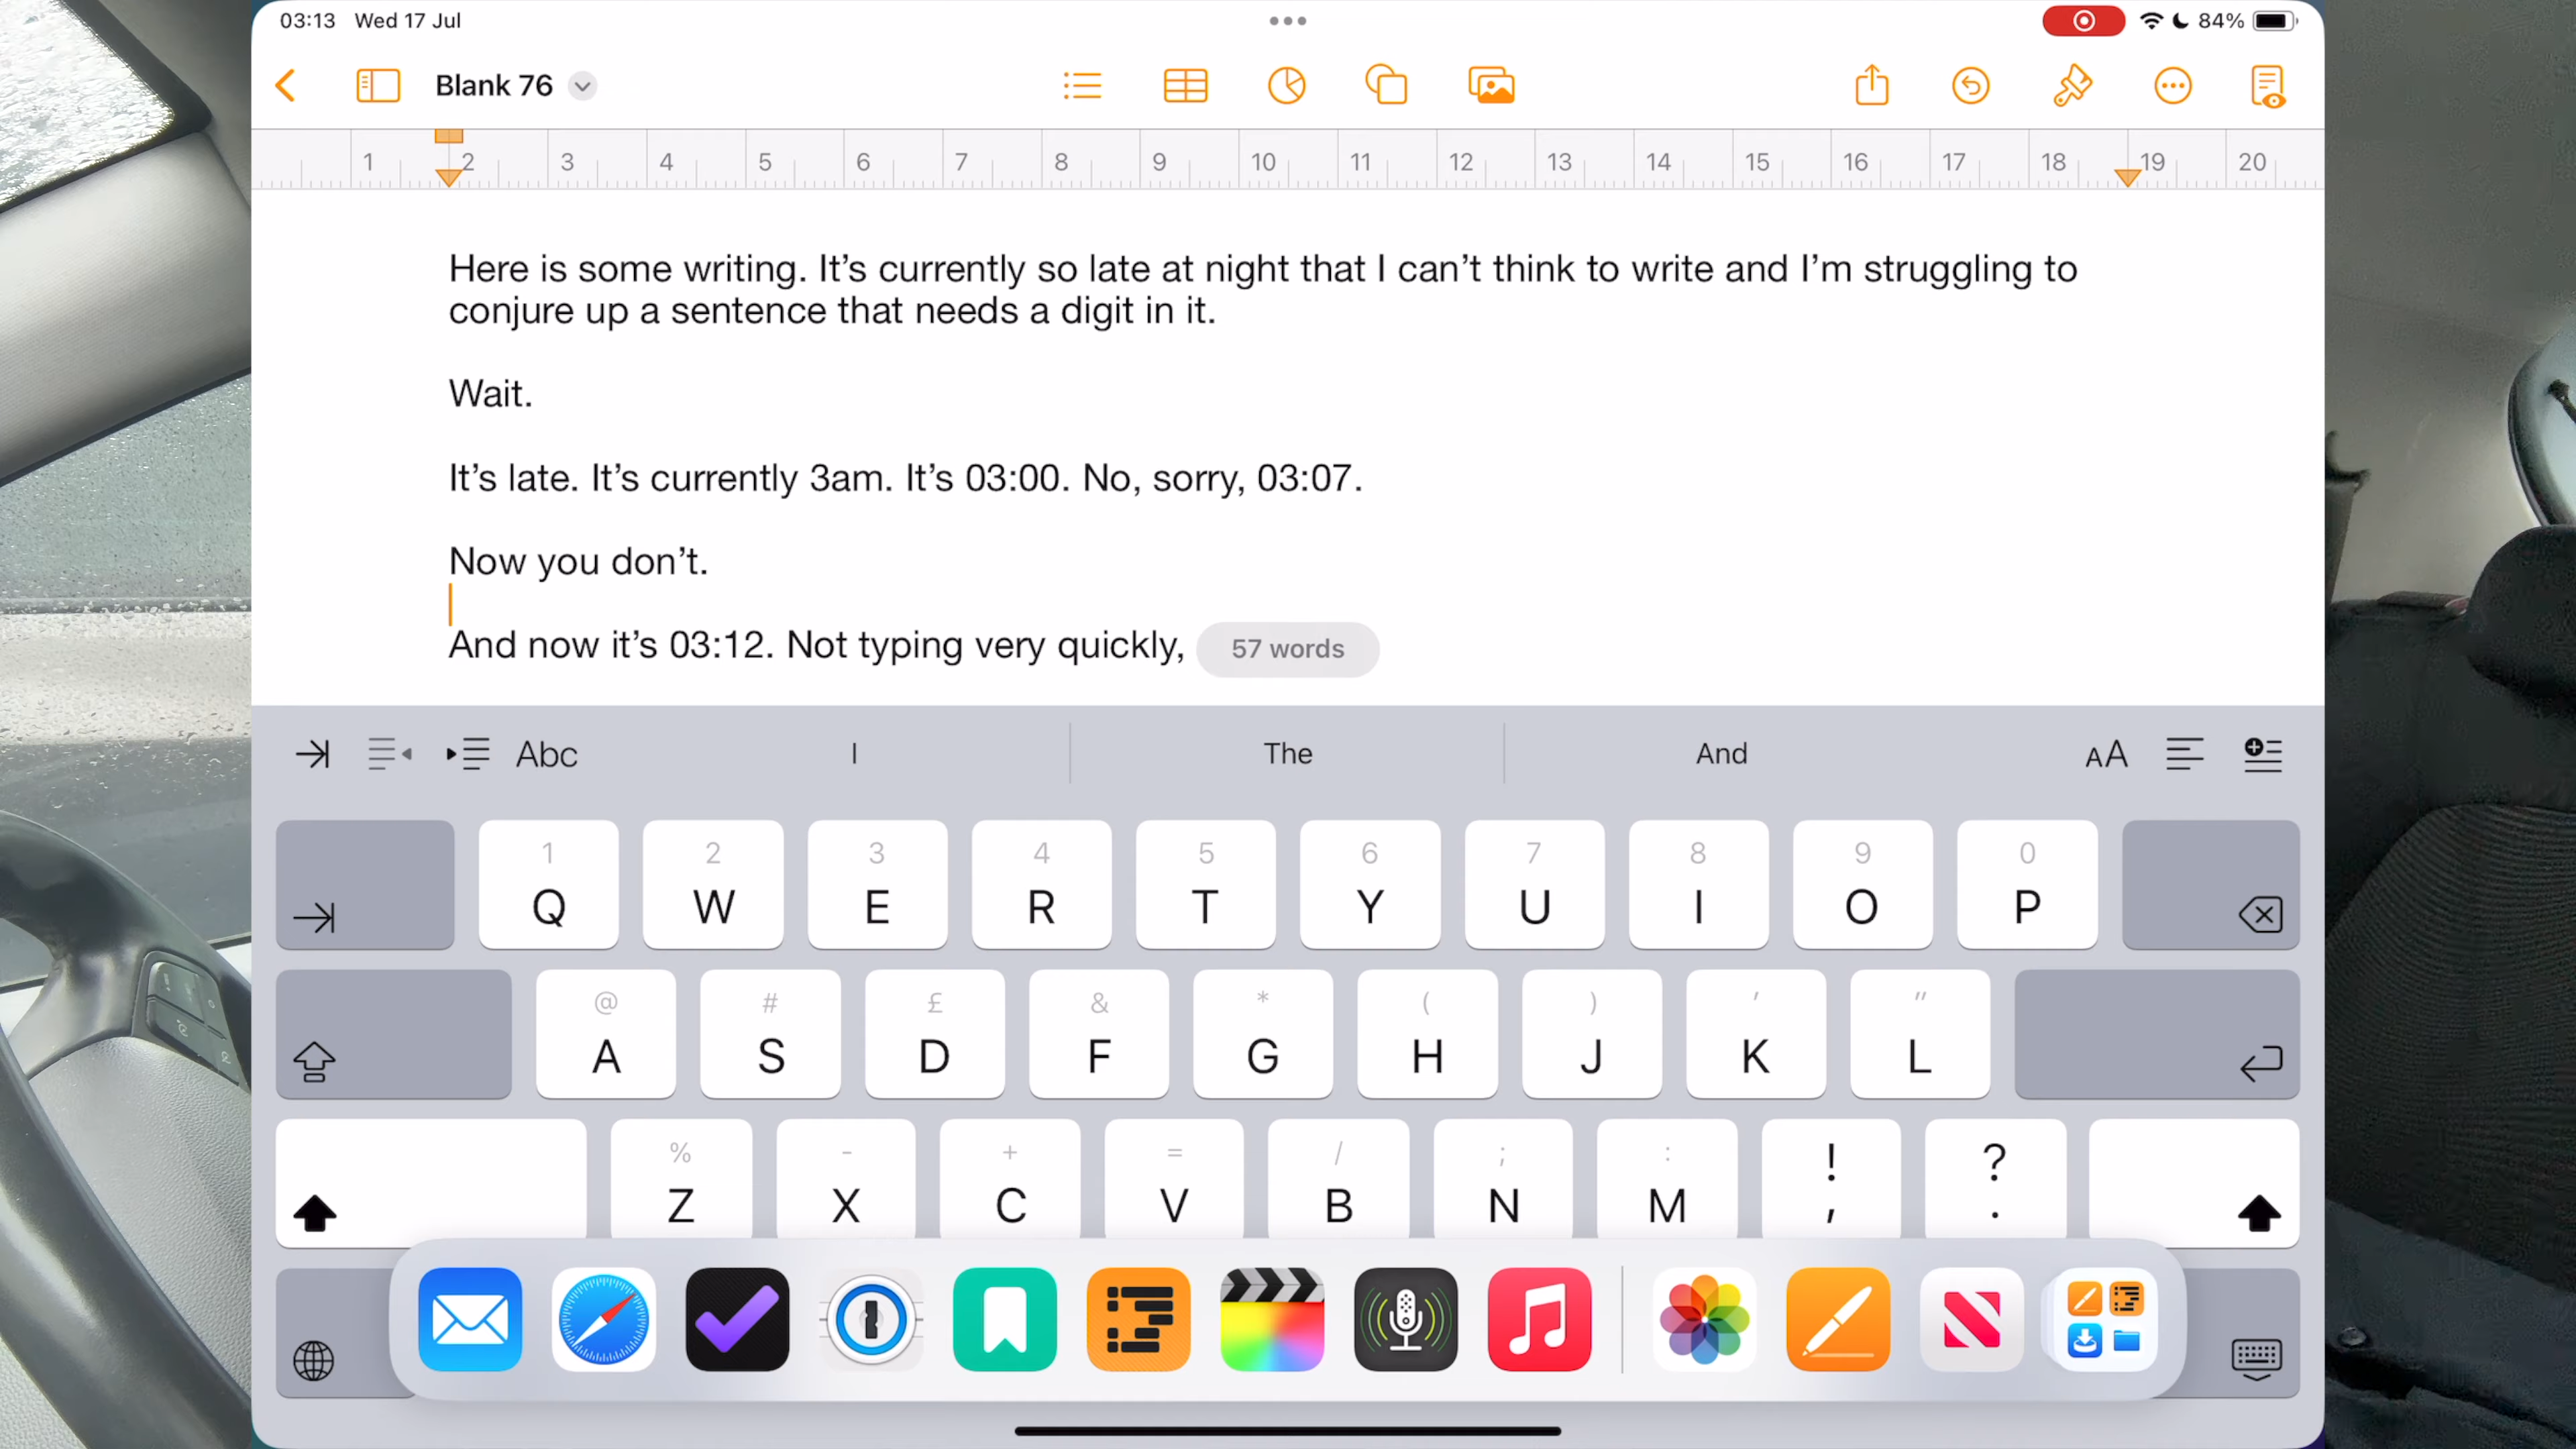 03:13 Wed 17 Jul 84%
Blank 76
1 2 3 4 5 6 7 8 9 10 11 12 13 14 15 16 17 18 19 20
Here is some writing. It’s currently so late at night that I can’t think to write and I’m struggling to
conjure up a sentence that needs a digit in it.
Wait.
It’s late. It’s currently 3am. It’s 03:00. No, sorry, 03:07.
Now you don’t.
And now it’s 03:12. Not typing very quickly,
57 words
Abc I The And AA
1 2 3 4 5 6 7 8 9 0
Q W E R T Y U I O P
@ # £ & * ( ) ' "
A S D F G H J K L
% - + = / ; : ! ?
Z X C V B N M , .